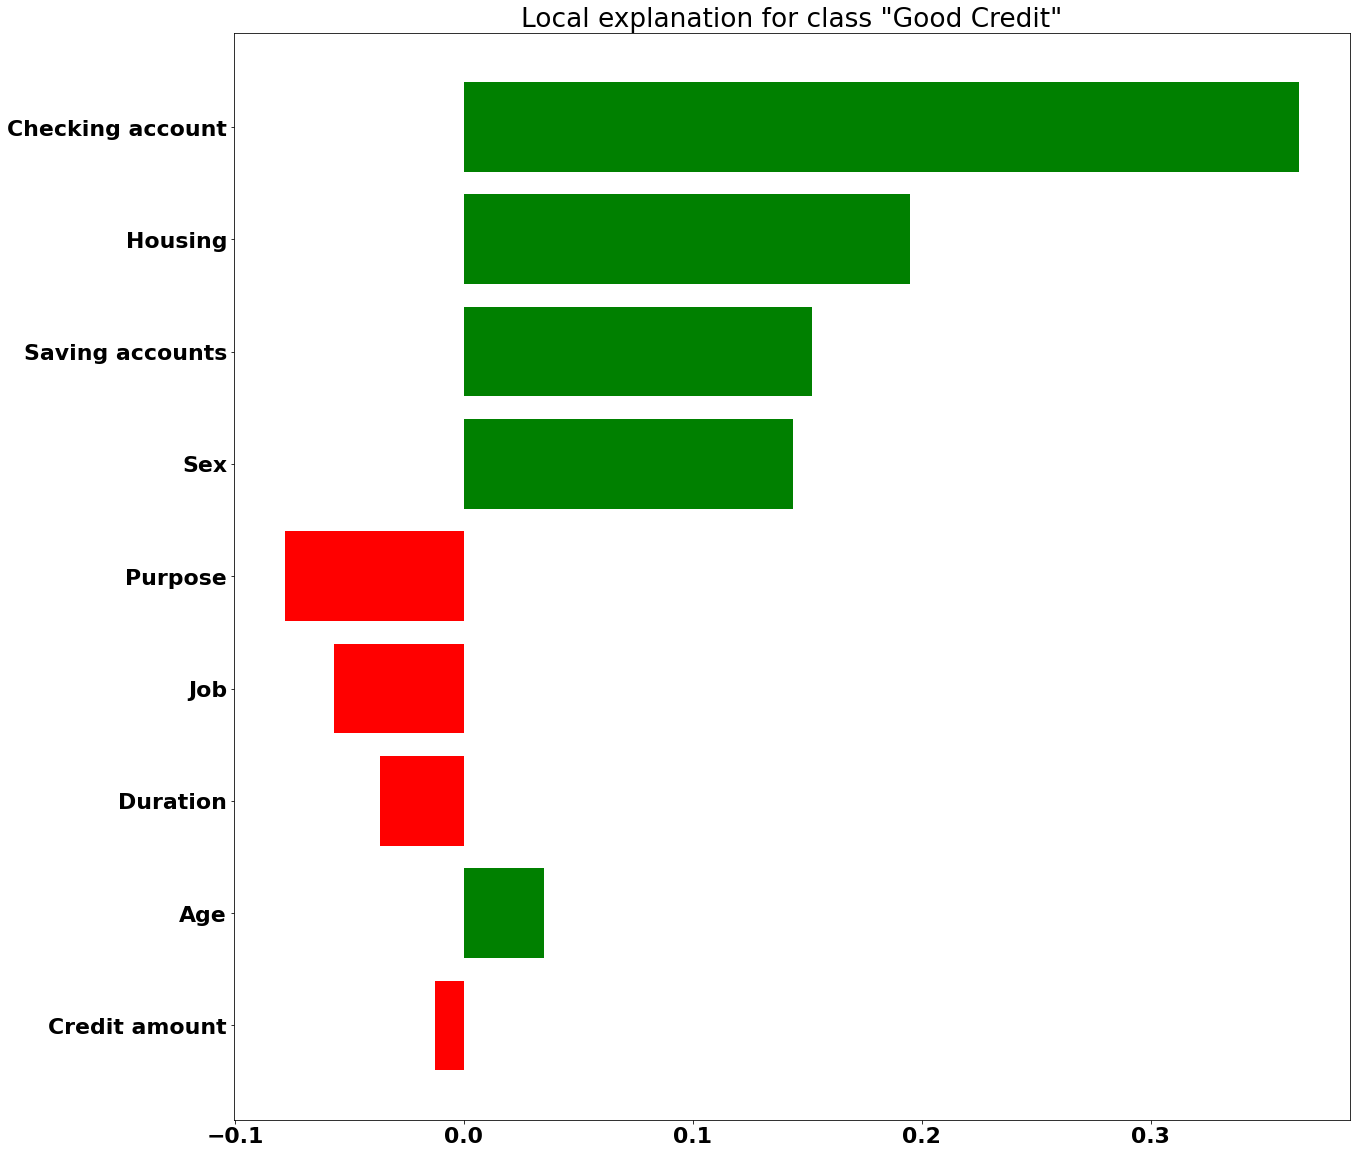 Local explanation for class "Good Credit"
Checking account
Housing
Saving accounts
Sex
Purpose
Job
Duration
Age
Credit amount
−0.1 0.0 0.1 0.2 0.3